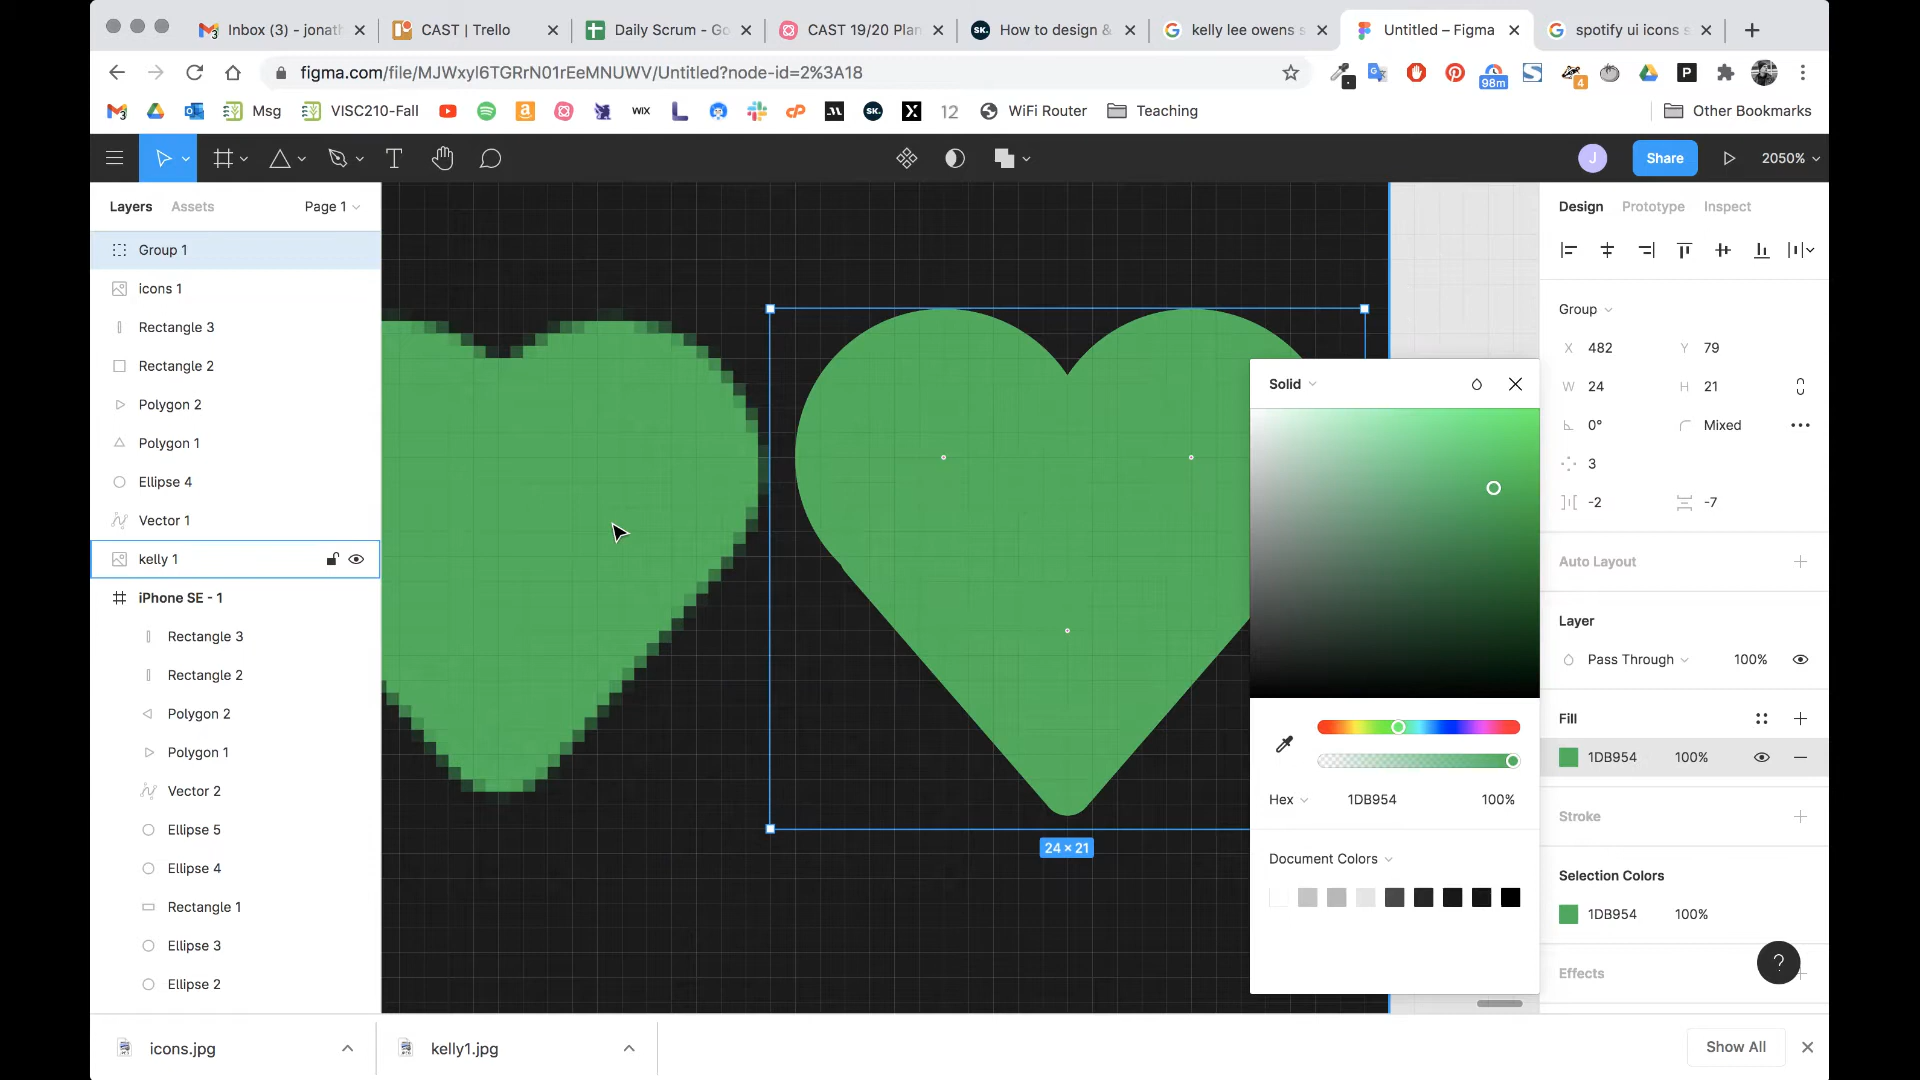 Inbox (3) - jonath
CAST | Trello
Daily Scrum - Go
CAST 19/20 Plan
How to design &
kelly lee owens s
Untitled – Figma
spotify ui icons s
figma.com/file/MJWxyl6TGRrN01rEeMNUWV/Untitled?node-id=2%3A18
98m
4
Msg
VISC210-Fall
WIX
SK.
12
WiFi Router
Teaching
Other Bookmarks
J
Share
2050%
Layers
Assets
Page 1
Design
Prototype
Inspect
Group 1
icons 1
Rectangle 3
Rectangle 2
Polygon 2
Polygon 1
Ellipse 4
Vector 1
kelly 1
iPhone SE - 1
Rectangle 3
Rectangle 2
Polygon 2
Polygon 1
Vector 2
Ellipse 5
Ellipse 4
Rectangle 1
Ellipse 3
Ellipse 2
24 × 21
Solid
Hex
1DB954
100%
Document Colors
Group
X 482
Y 79
W 24
H 21
0°
Mixed
3
-2
-7
Auto Layout
Layer
Pass Through
100%
Fill
1DB954
100%
Stroke
Selection Colors
1DB954
100%
Effects
?
icons.jpg
kelly1.jpg
Show All